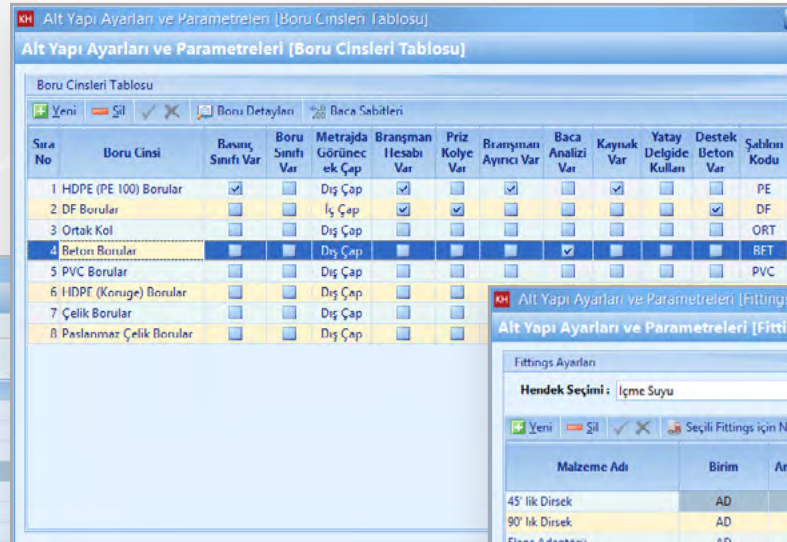 KH Alt Yapı Ayarları ve Parametreleri [Boru Cinsleri Tablosu]
Alt Yapı Ayarları ve Parametreleri [Boru Cinsleri Tablosu]
Boru Cinsleri Tablosu
Yeni Sil Boru Detayları Baca Sabitleri
Sıra No Boru Cinsi Basınç Sınıfı Var Boru Sınıfı Var Metrajda Görünecek Çap Branşman Hesabı Var Priz Kolye Var Branşman Ayırıcı Var Baca Analizi Var Kaynak Var Yatay Delgide Kullan Destek Beton Var Şablon Kodu
1 HDPE (PE 100) Borular Dış Çap PE
2 DF Borular İç Çap DF
3 Ortak Kol Dış Çap ORT
4 Beton Borular Dış Çap BET
5 PVC Borular Dış Çap PVC
6 HDPE (Koruge) Borular Dış Çap
7 Çelik Borular Dış Çap
8 Paslanmaz Çelik Borular Dış Çap
KH Alt Yapı Ayarları ve Parametreleri [Fittings
Alt Yapı Ayarları ve Parametreleri [Fitti
Fittings Ayarları
Hendek Seçimi : İçme Suyu
Yeni Sil Seçili Fittings için N
Malzeme Adı Birim An
45' lik Dirsek AD
90' lık Dirsek AD
Flanş Adaptörü AD